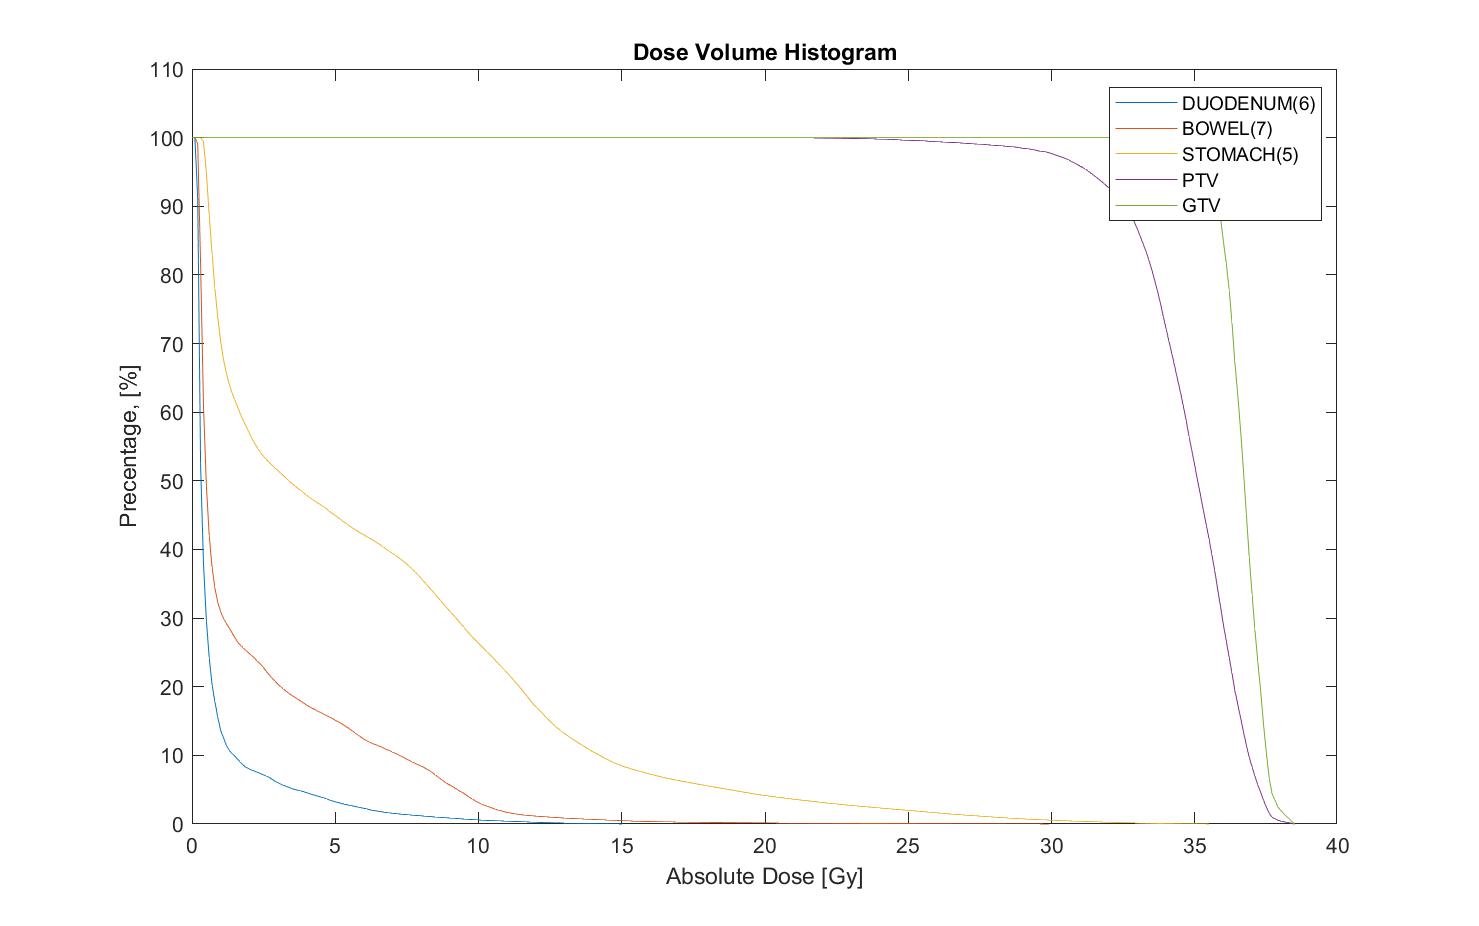 Dose Volume Histogram
110
100
90
80
70
60
50
40
30
20
10
0
Precentage, [%]
DUODENUM(6)
BOWEL(7)
STOMACH(5)
PTV
GTV
0 5 10 15 20 25 30 35 40
Absolute Dose [Gy]